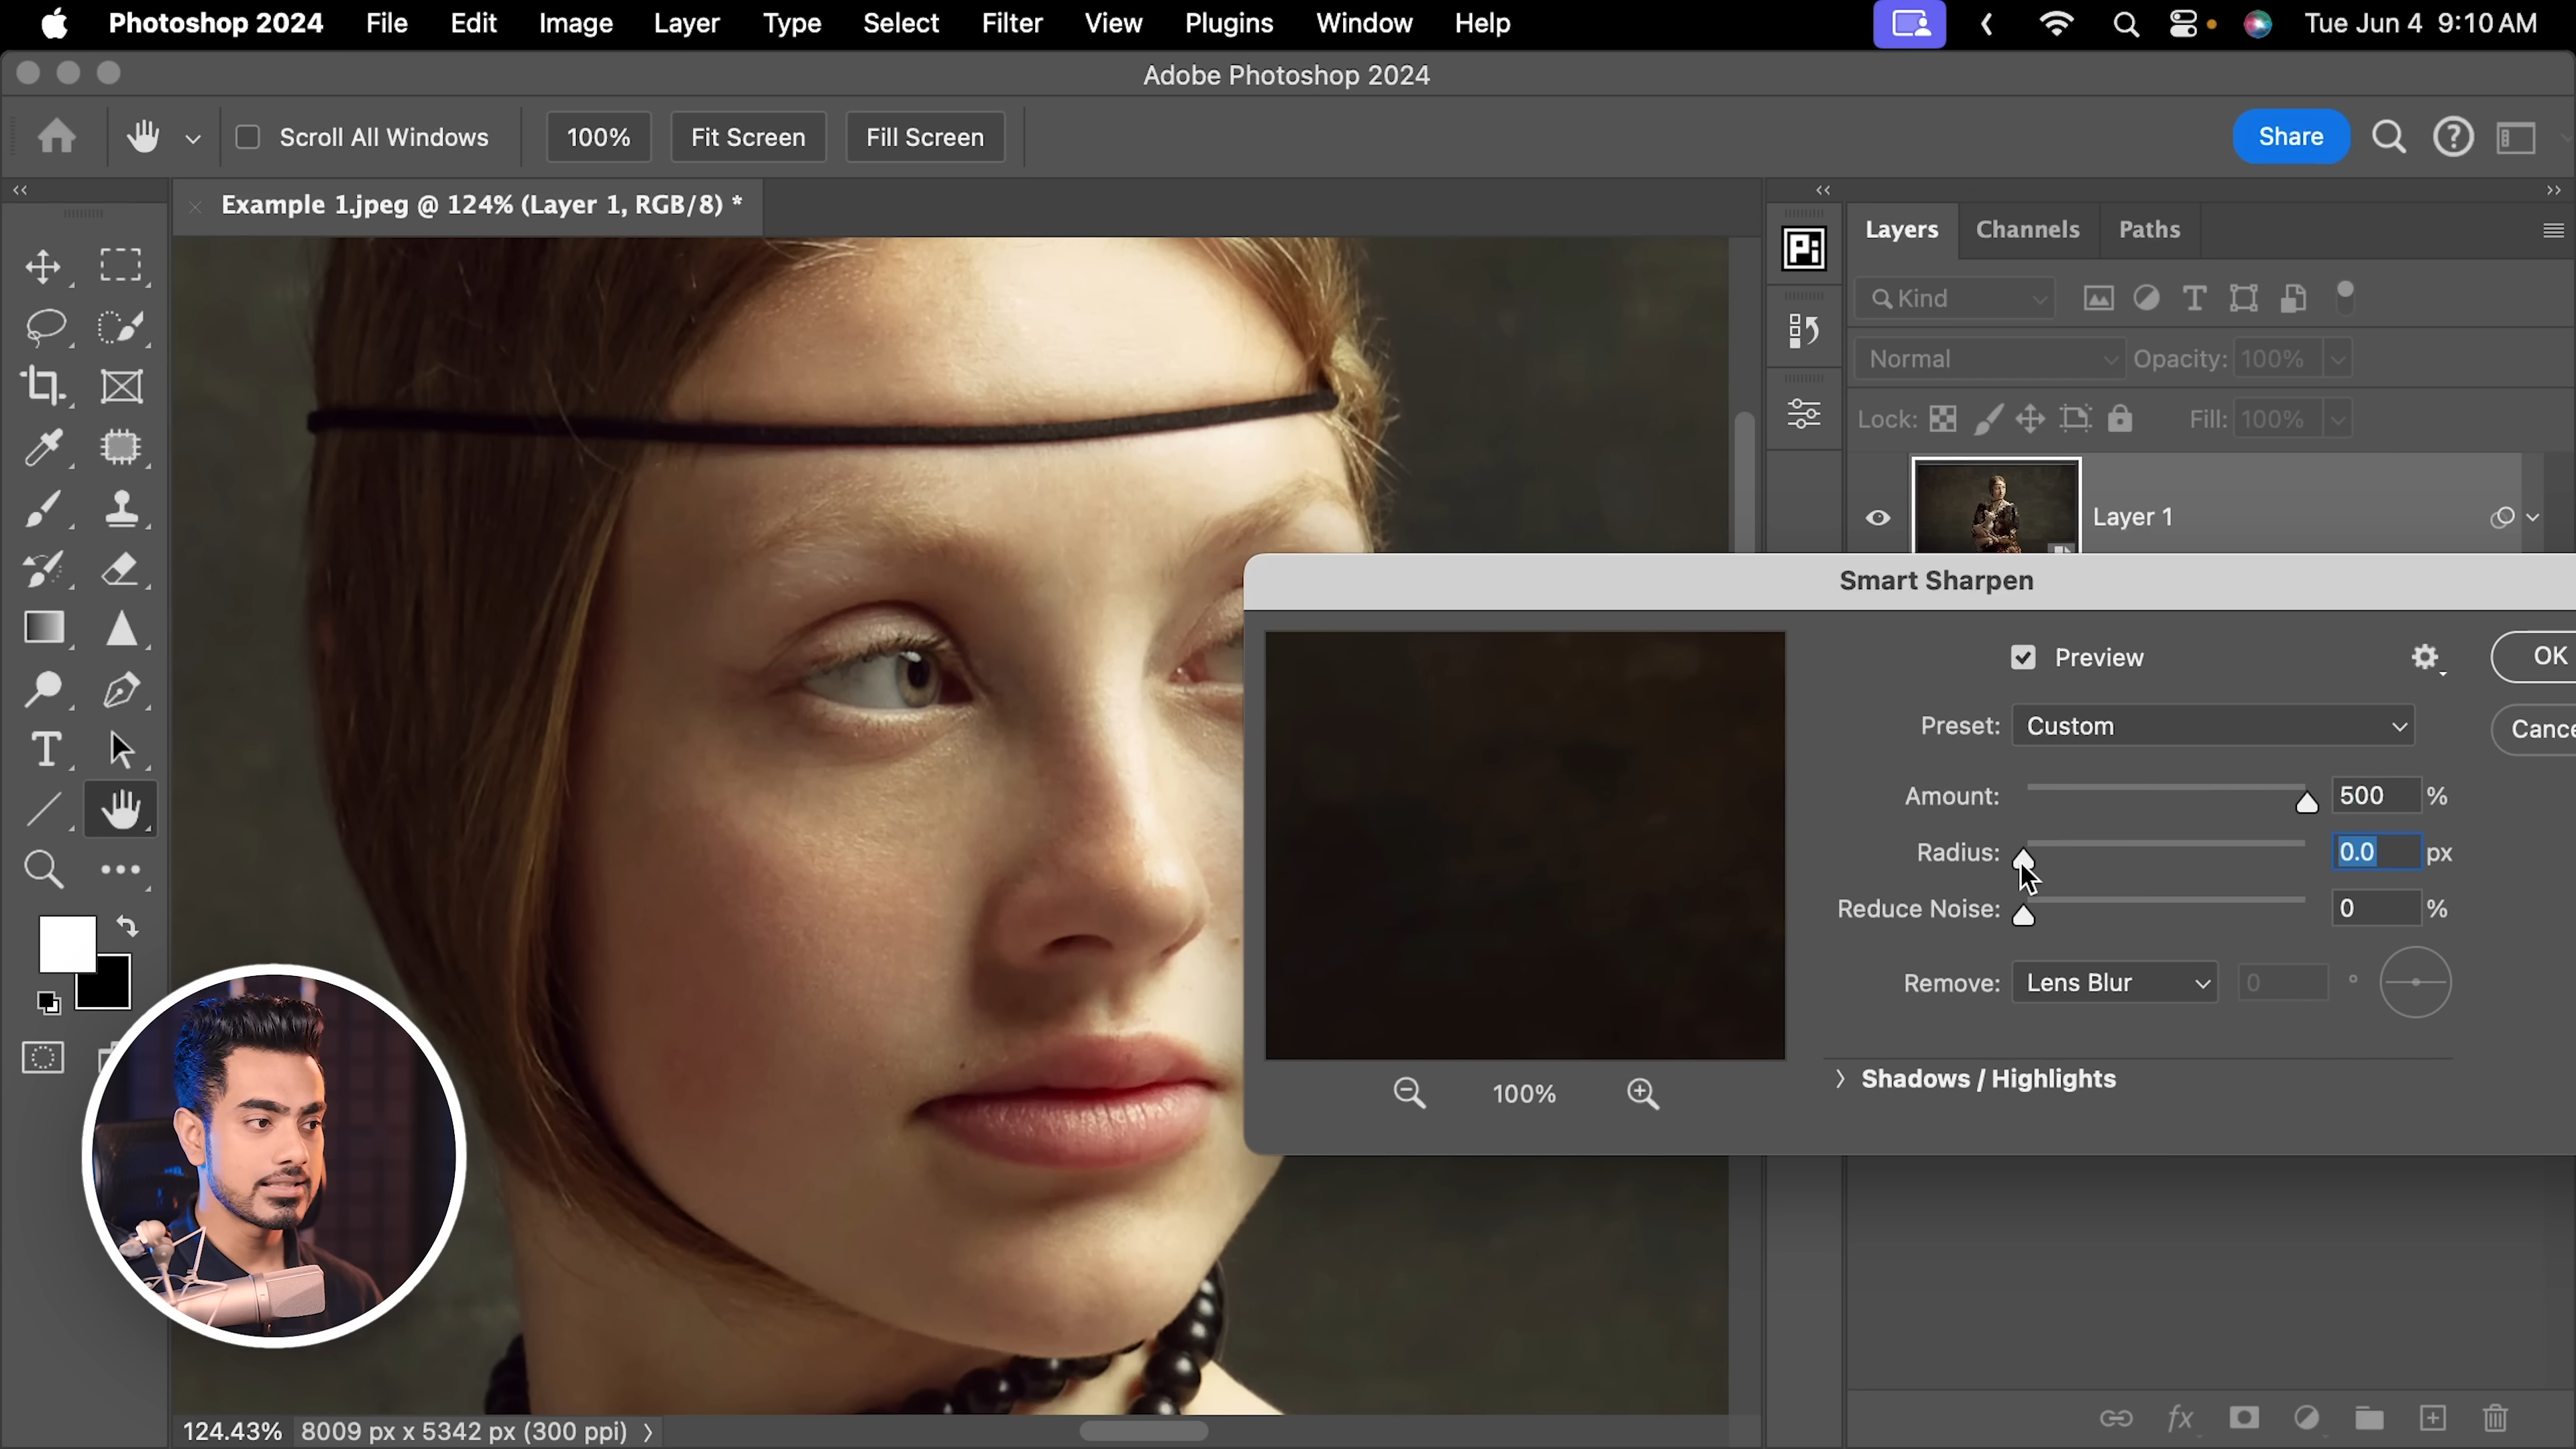 Photoshop 2024 File Edit Image Layer Type Select Filter View Plugins Window Help Tue Jun 4 9:10 AM
Adobe Photoshop 2024
Scroll All Windows 100% Fit Screen Fill Screen Share
Example 1.jpeg @ 124% (Layer 1, RGB/8) *
Layers Channels Paths
Pi
Kind
Normal Opacity: 100%
Lock: Fill: 100%
Layer 1
Smart Sharpen
Preview OK
Preset: Custom Cance
Amount: 500 %
Radius: 0.0 px
Reduce Noise: 0 %
Remove: Lens Blur 0 °
Shadows / Highlights
100%
124.43% 8009 px x 5342 px (300 ppi)
fx